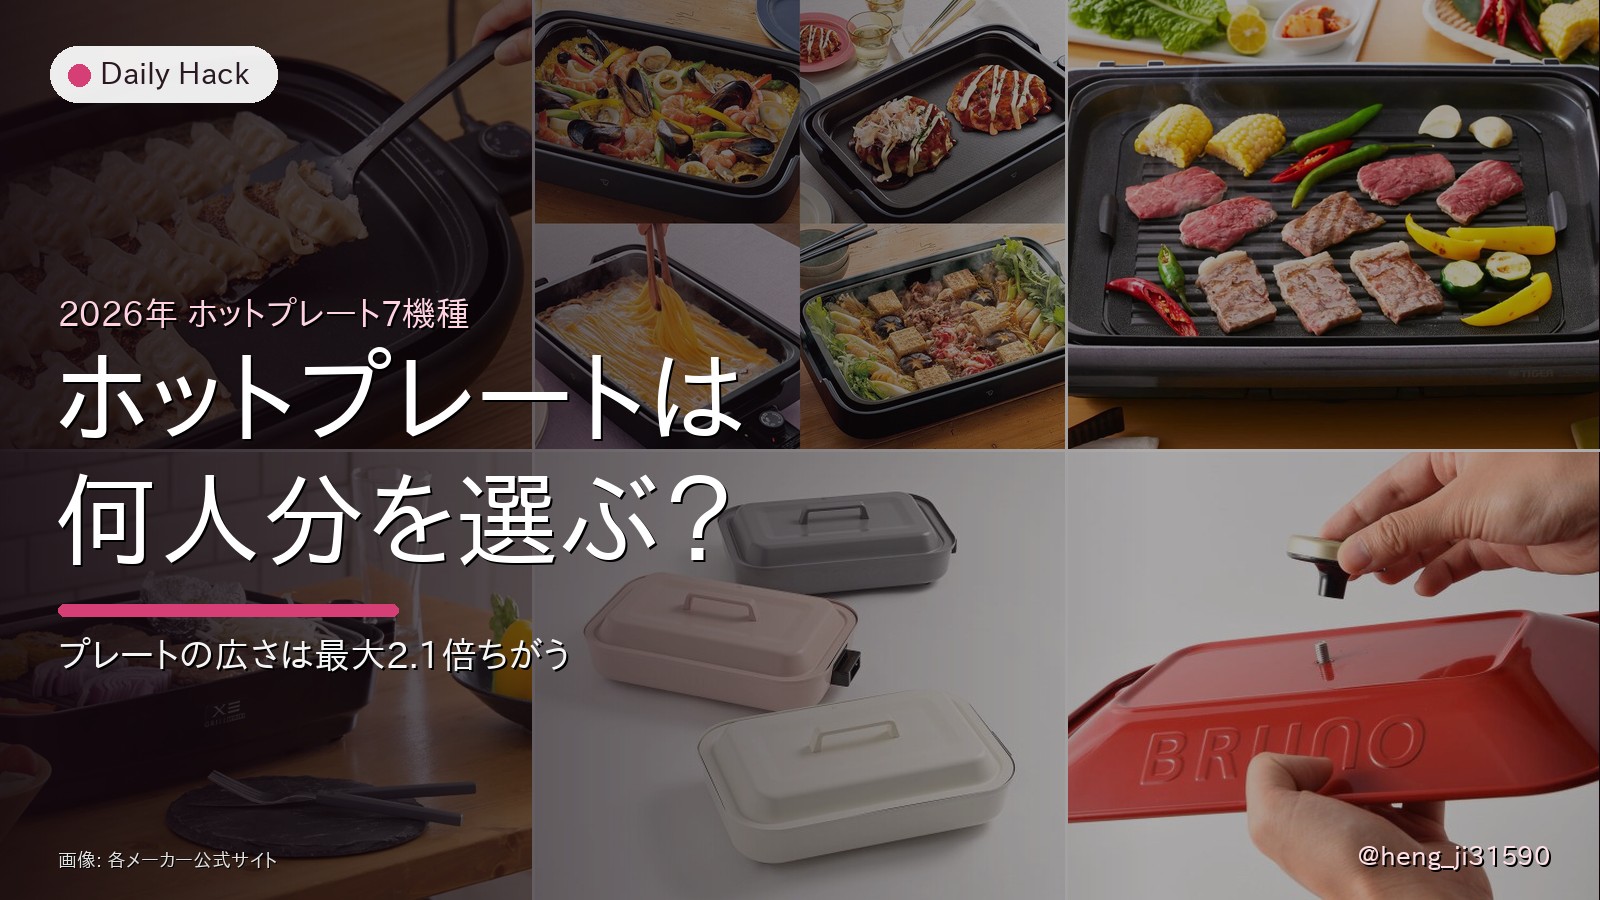 Daily Hack
2026年 ホットプレート7機種
ホットプレートは
何人分を選ぶ?
プレートの広さは最大2.1倍ちがう
画像: 各メーカー公式サイト
@heng_ji31590
BRUNO
TIGER